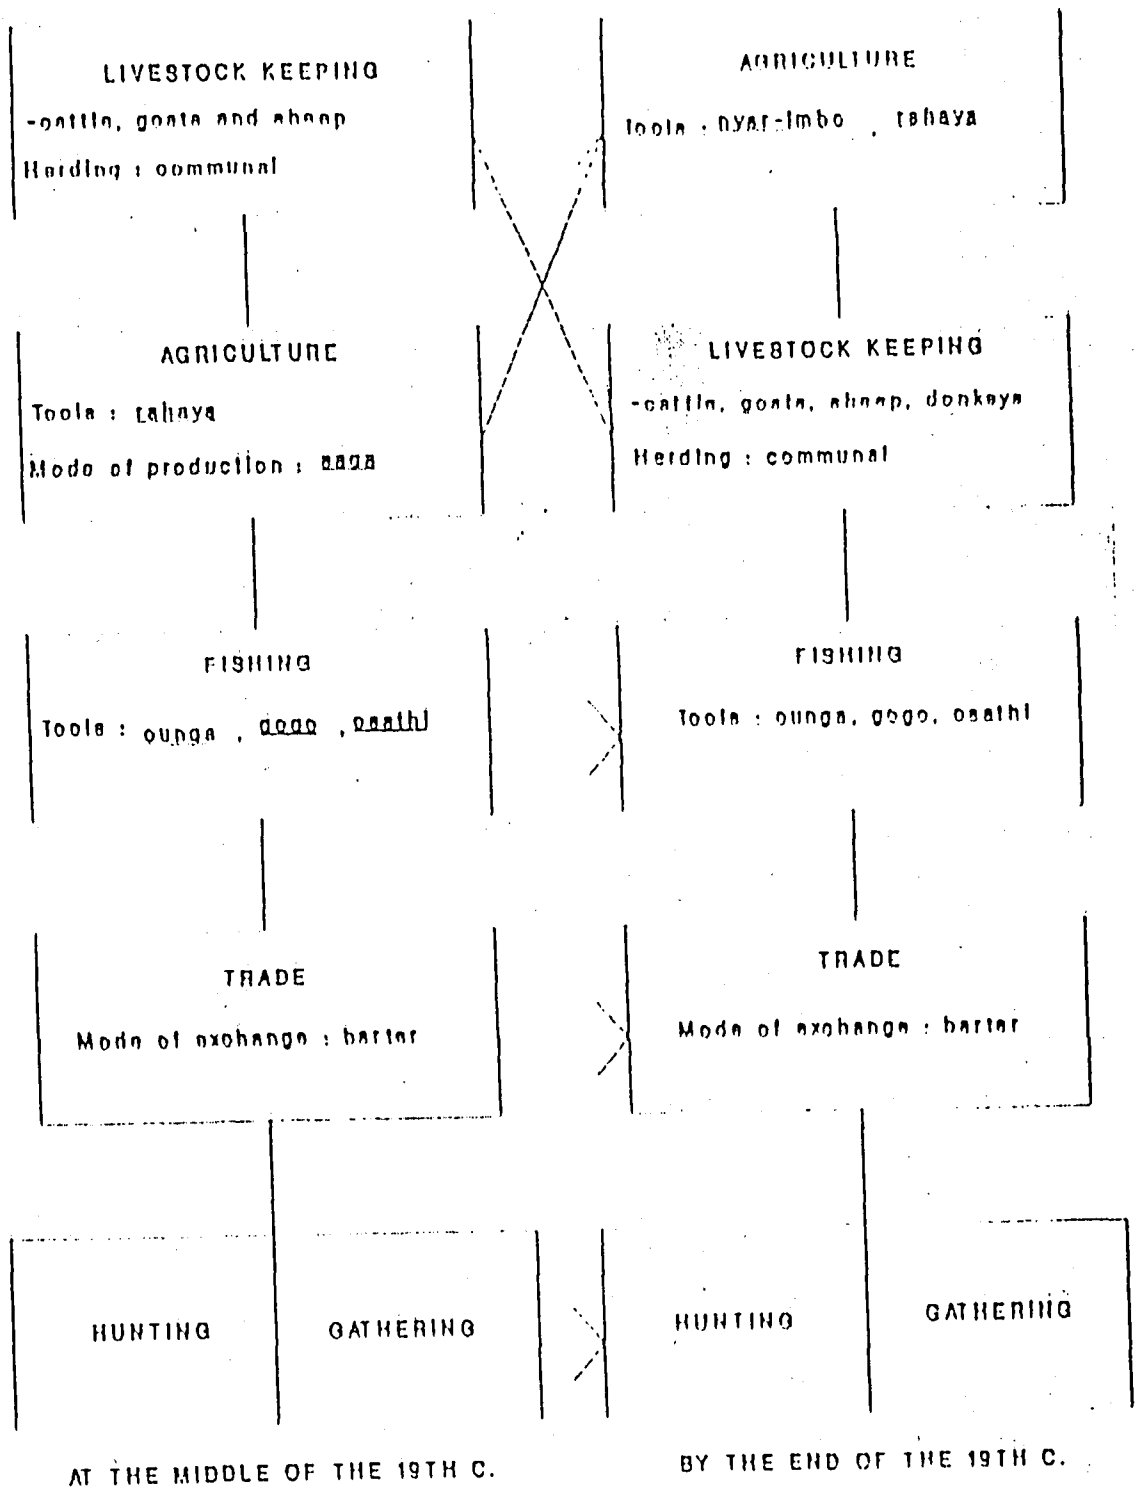 LIVESTOCK KEEPING
-cattle, goats and sheep
Herding : communal
AGRICULTURE
Tools : rahaya
Mode of production : saga
FISHING
Tools : ounga , gogo , osathi
TRADE
Mode of exchange : barter
HUNTING
GATHERING
AT THE MIDDLE OF THE 19TH C.
AGRICULTURE
Tools : nyar-imbo , rahaya
LIVESTOCK KEEPING
-cattle, goats, sheep, donkeys
Herding : communal
FISHING
Tools : ounga, gogo, osathi
TRADE
Mode of exchange : barter
HUNTING
GATHERING
BY THE END OF THE 19TH C.